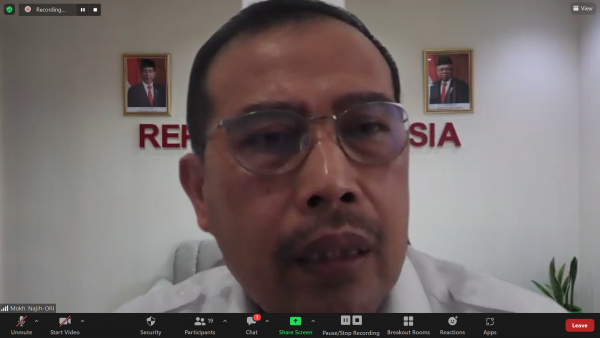 Recording...
View
REP
SIA
Mokh. Najih-ORI
Unmute
Start Video
Security
19
Participants
1
Chat
Share Screen
Pause/Stop Recording
Breakout Rooms
Reactions
Apps
Leave